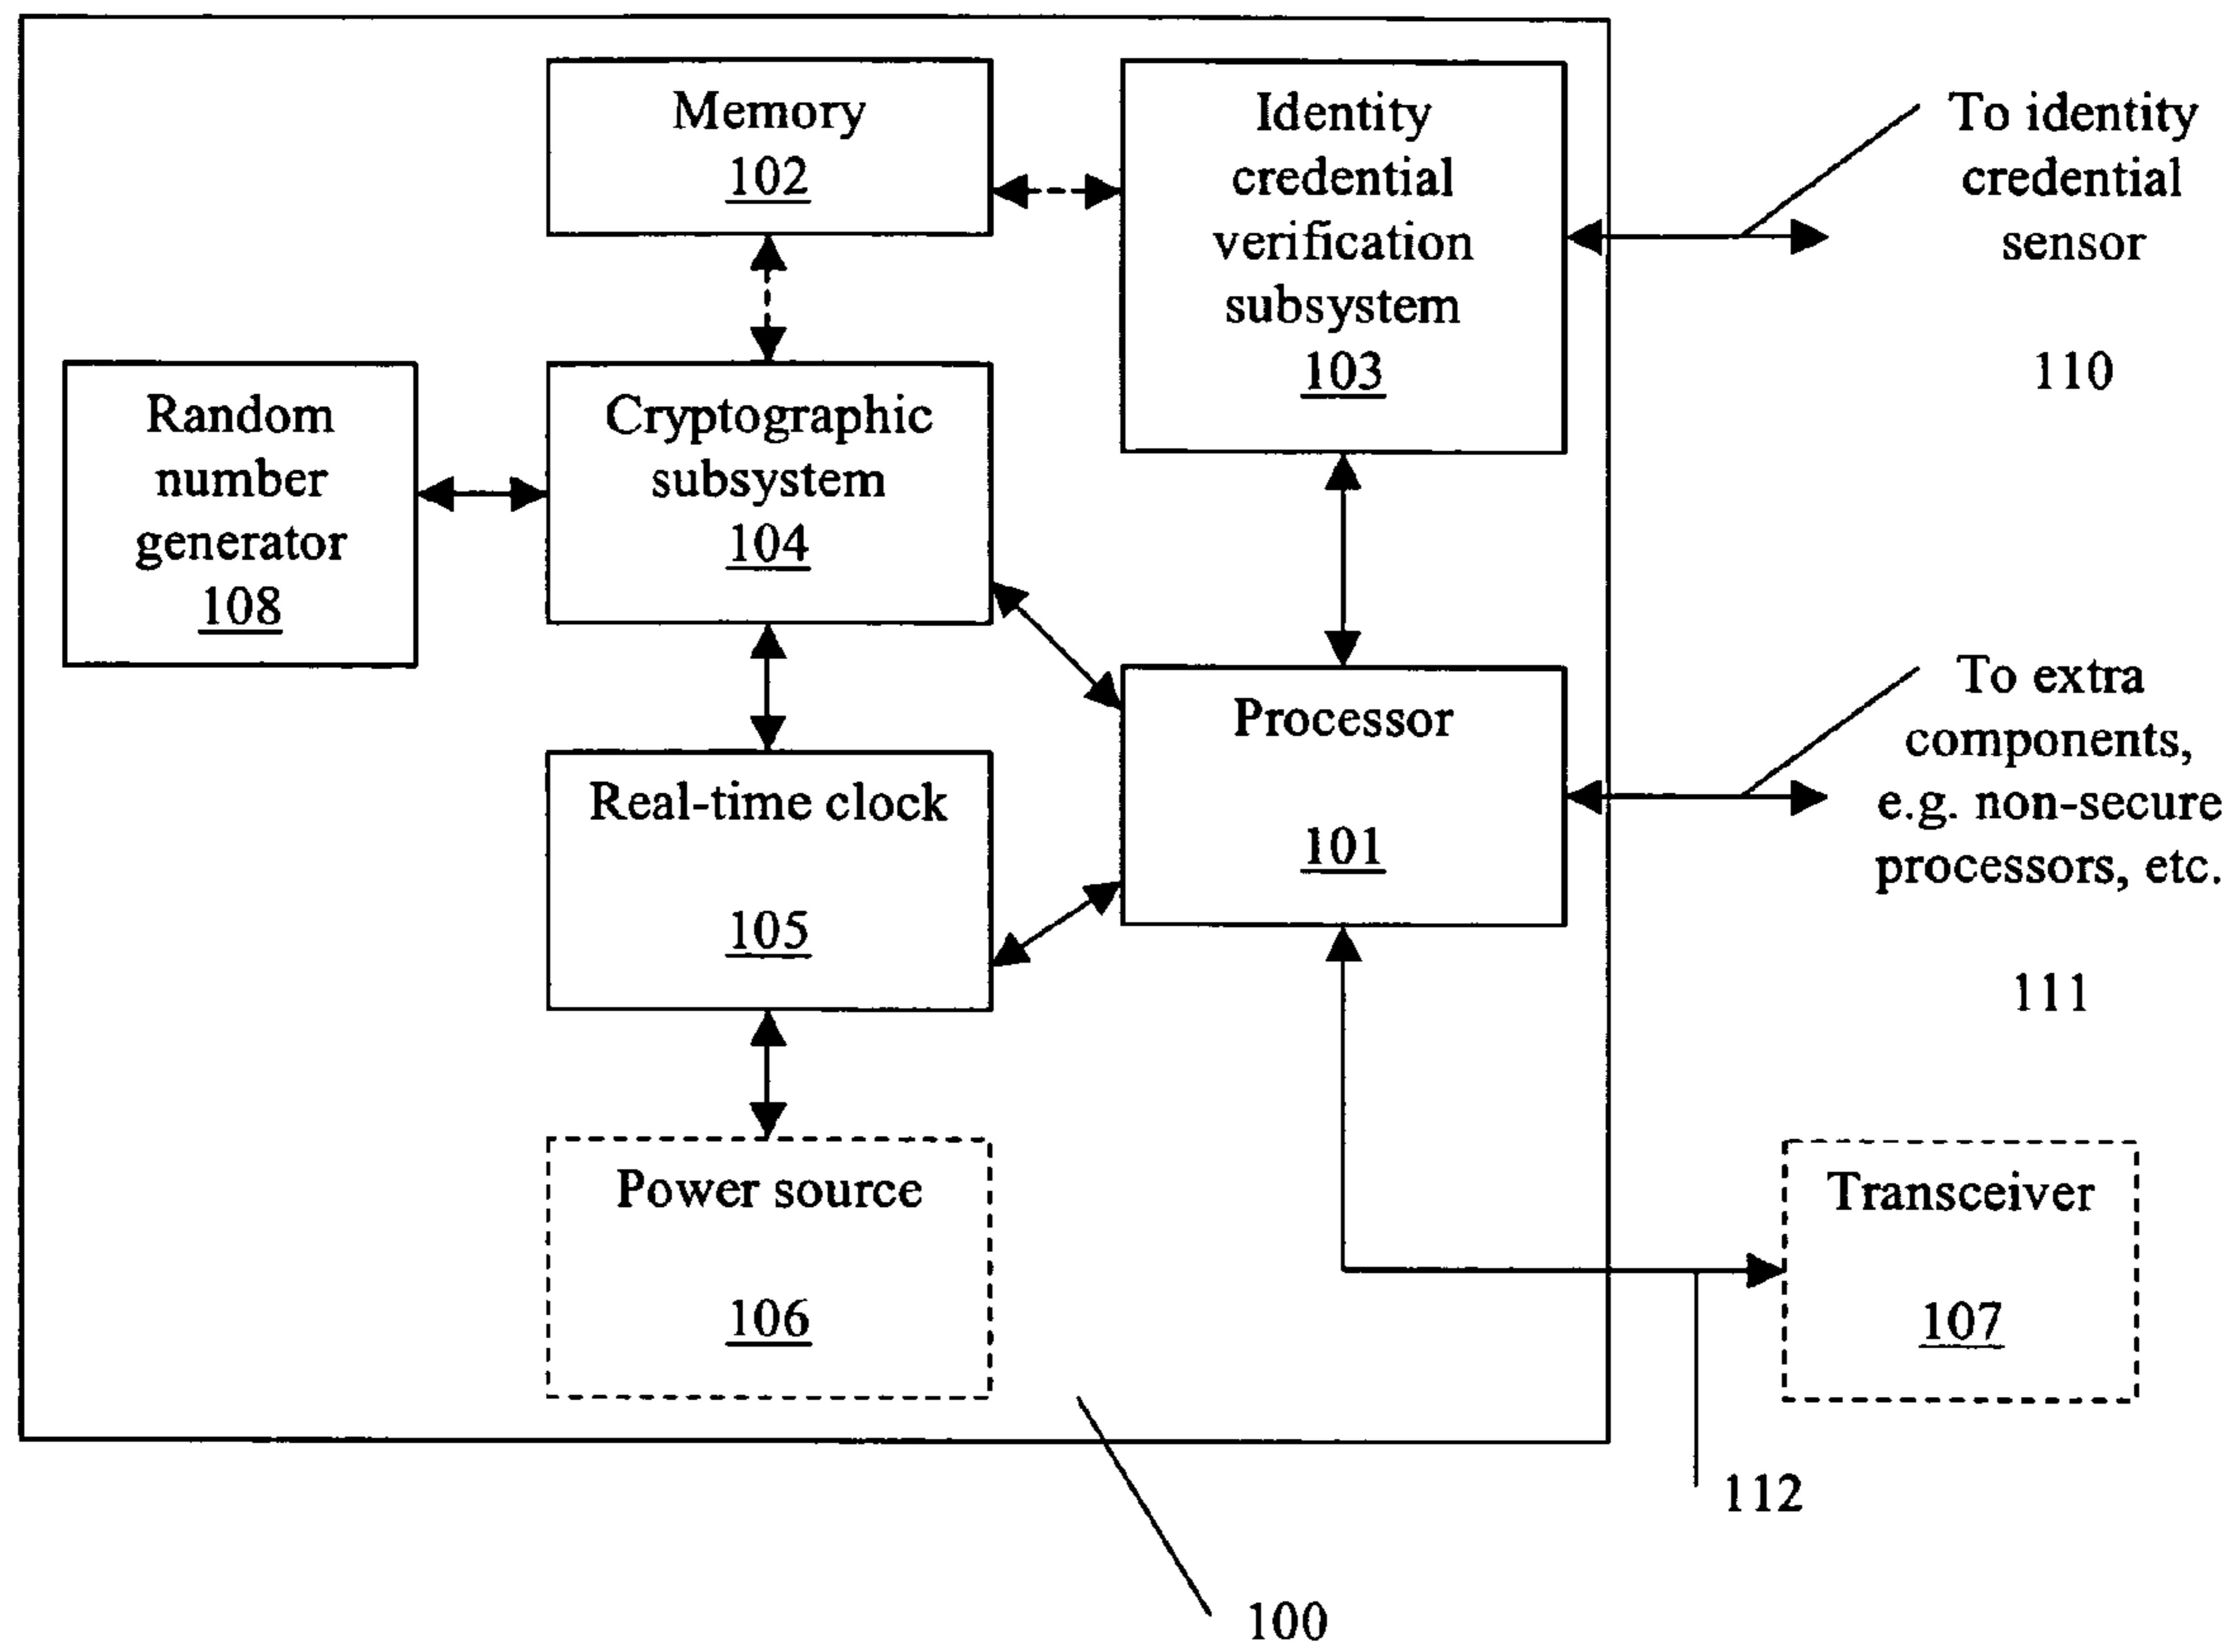 Memory
102
Identity
credential
verification
subsystem
103
To identity
credential
sensor
110
Random
number
generator
108
Cryptographic
subsystem
104
Processor
101
To extra
components,
e.g. non-secure
processors, etc.
111
Real-time clock
105
Power source
106
Transceiver
107
112
100